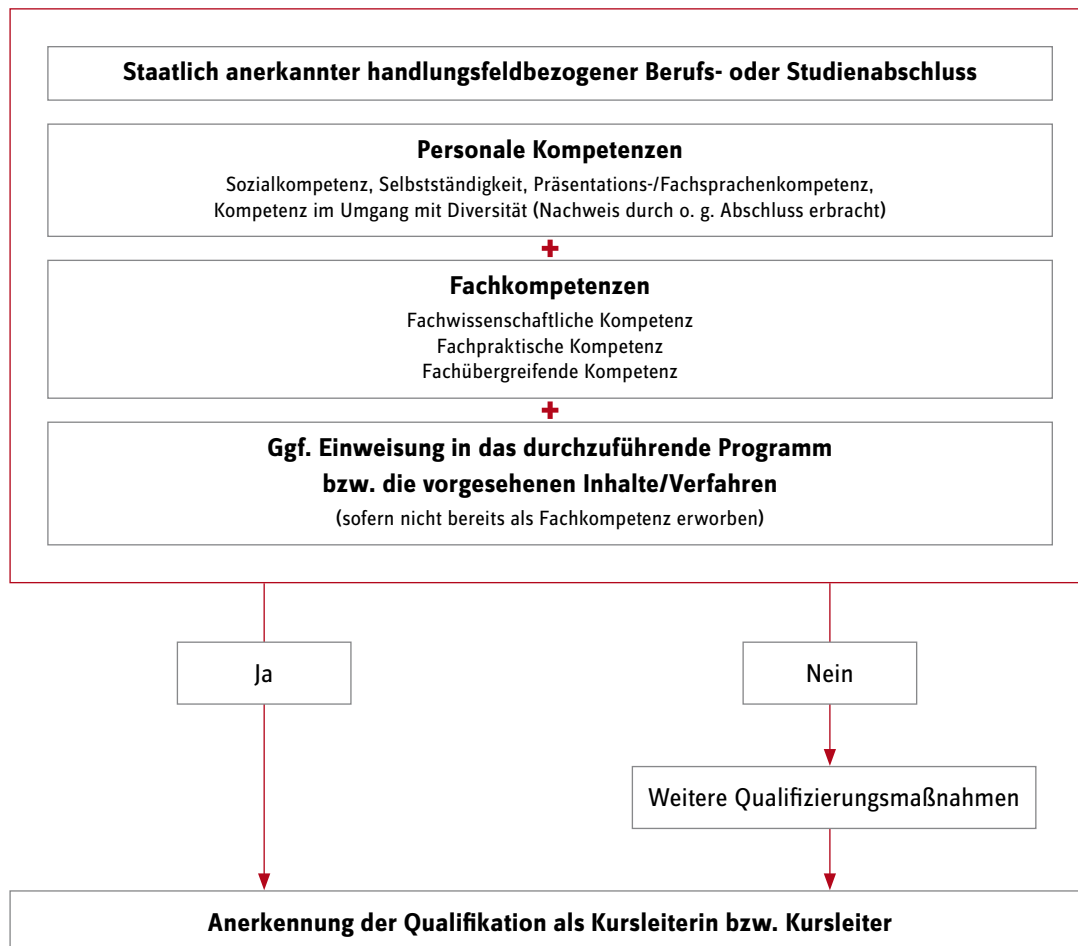 Staatlich anerkannter handlungsfeldbezogener Berufs- oder Studienabschluss
Personale Kompetenzen
Sozialkompetenz, Selbstständigkeit, Präsentations-/Fachsprachenkompetenz,
Kompetenz im Umgang mit Diversität (Nachweis durch o. g. Abschluss erbracht)
+
Fachkompetenzen
Fachwissenschaftliche Kompetenz
Fachpraktische Kompetenz
Fachübergreifende Kompetenz
+
Ggf. Einweisung in das durchzuführende Programm
bzw. die vorgesehenen Inhalte/Verfahren
(sofern nicht bereits als Fachkompetenz erworben)
Ja
Nein
Weitere Qualifizierungsmaßnahmen
Anerkennung der Qualifikation als Kursleiterin bzw. Kursleiter